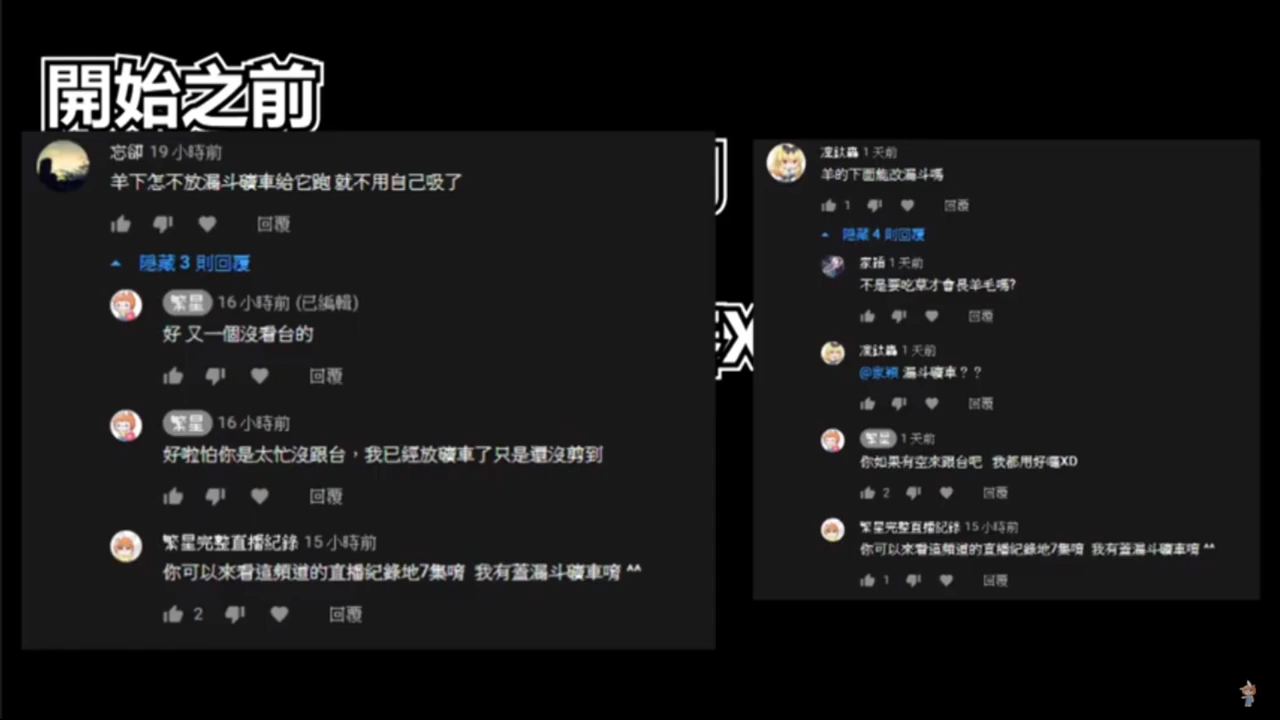 開始之前
忘卻 19 小時前
羊下怎不放漏斗礦車給它跑 就不用自己吸了
回覆
隱藏 3 則回覆
繁星 16 小時前 (已編輯)
好 又一個沒看台的
回覆
繁星 16 小時前
好啦怕你是太忙沒跟台，我已經放礦車了只是還沒剪到
回覆
繁星完整直播紀錄 15 小時前
你可以來看這頻道的直播紀錄地7集唷 我有蓋漏斗礦車唷 ^^
2 回覆
1 天前
羊的下面能改漏斗嗎
1 回覆
隱藏 4 則回覆
家穎 1 天前
不是要吃草才會長羊毛嗎?
回覆
1 天前
@家穎 漏斗礦車？？
回覆
繁星 1 天前
你如果有空來跟台吧 我都用好囉XD
2 回覆
繁星完整直播紀錄 15 小時前
你可以來看這頻道的直播紀錄地7集唷 我有蓋漏斗礦車唷 ^^
1 回覆